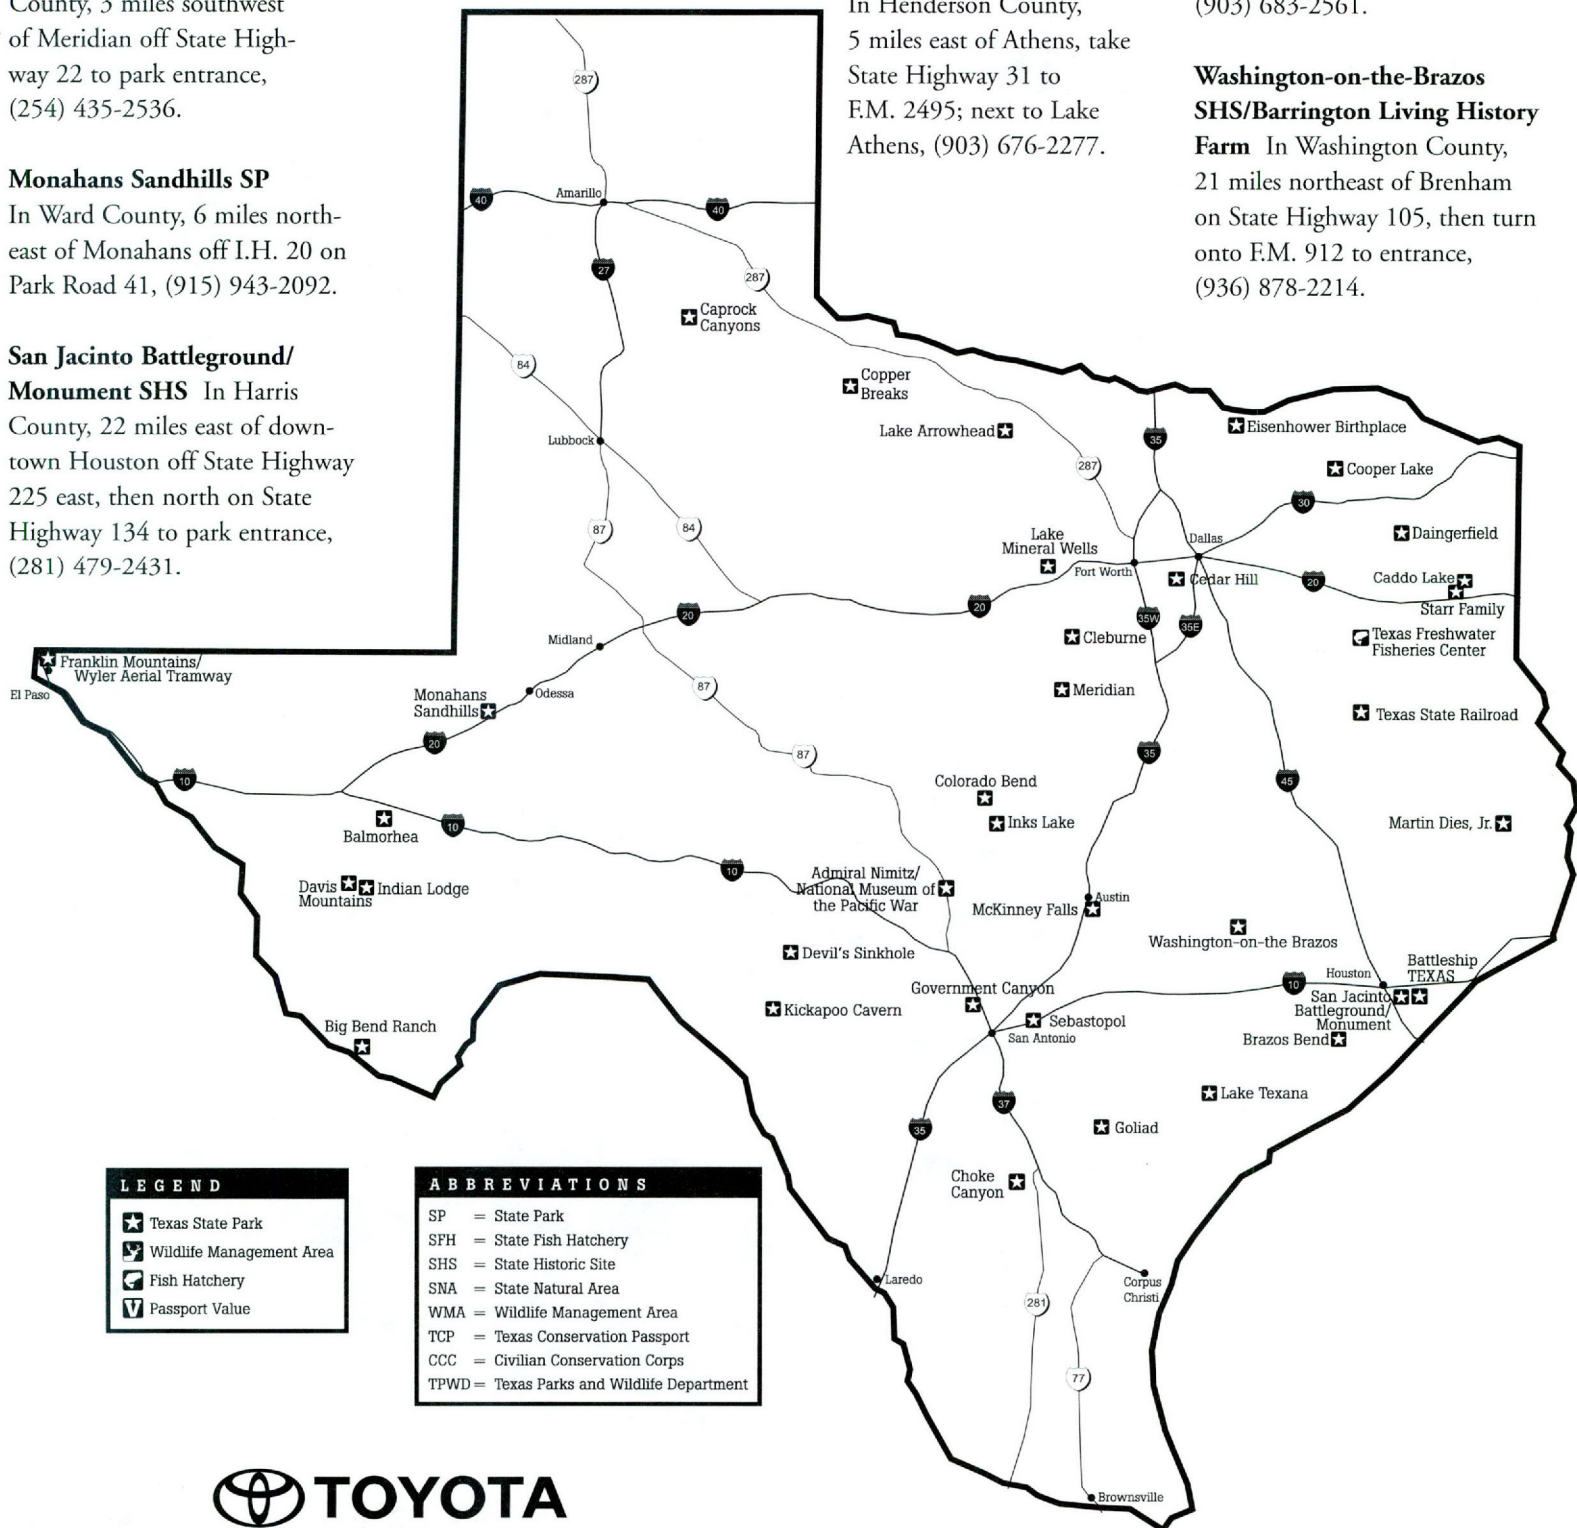 County, 3 miles southwest
of Meridian off State High-
way 22 to park entrance,
(254) 435-2536.
Monahans Sandhills SP
In Ward County, 6 miles north-
east of Monahans off I.H. 20 on
Park Road 41, (915) 943-2092.
San Jacinto Battleground/
Monument SHS In Harris
County, 22 miles east of down-
town Houston off State Highway
225 east, then north on State
Highway 134 to park entrance,
(281) 479-2431.
In Henderson County,
5 miles east of Athens, take
State Highway 31 to
F.M. 2495; next to Lake
Athens, (903) 676-2277.
(903) 683-2561.
Washington-on-the-Brazos
SHS/Barrington Living History
Farm In Washington County,
21 miles northeast of Brenham
on State Highway 105, then turn
onto F.M. 912 to entrance,
(936) 878-2214.
287
40
Amarillo
40
27
287
Caprock
Canyons
84
Copper
Breaks
Lake Arrowhead
Lubbock
287
35
Eisenhower Birthplace
Cooper Lake
30
87
84
Daingerfield
Lake
Mineral Wells
Dallas
Fort Worth
Cedar Hill
20
Caddo Lake
Starr Family
20
20
35W
35E
Midland
Cleburne
Texas Freshwater
Fisheries Center
Franklin Mountains/
Wyler Aerial Tramway
El Paso
Monahans
Sandhills
Odessa
87
Meridian
Texas State Railroad
20
87
35
10
45
Colorado Bend
Balmorhea
10
Inks Lake
Martin Dies, Jr.
10
Davis
Mountains
Indian Lodge
Admiral Nimitz/
National Museum of
the Pacific War
Austin
McKinney Falls
Washington-on-the Brazos
Devil's Sinkhole
Battleship
TEXAS
Houston
10
Government Canyon
San Jacinto
Battleground/
Monument
Kickapoo Cavern
Sebastopol
San Antonio
Brazos Bend
Big Bend Ranch
Lake Texana
37
35
Goliad
Choke
Canyon
Laredo
Corpus
Christi
281
77
Brownsville
LEGEND
Texas State Park
Wildlife Management Area
Fish Hatchery
Passport Value
ABBREVIATIONS
SP = State Park
SFH = State Fish Hatchery
SHS = State Historic Site
SNA = State Natural Area
WMA = Wildlife Management Area
TCP = Texas Conservation Passport
CCC = Civilian Conservation Corps
TPWD = Texas Parks and Wildlife Department
TOYOTA